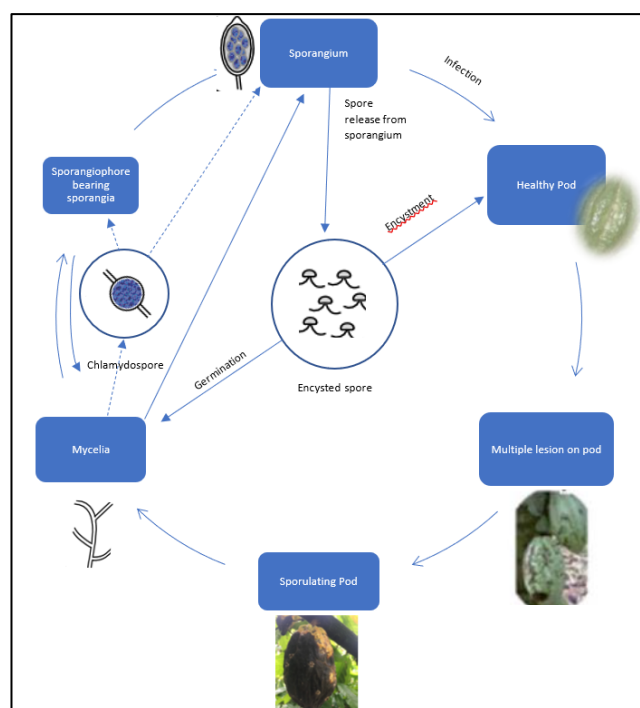 Sporangium
Infection
Spore
release from
sporangium
Sporangiophore
bearing
sporangia
Healthy Pod
Encystment
Chlamydospore
Germination
Encysted spore
Mycelia
Multiple lesion on pod
Sporulating Pod